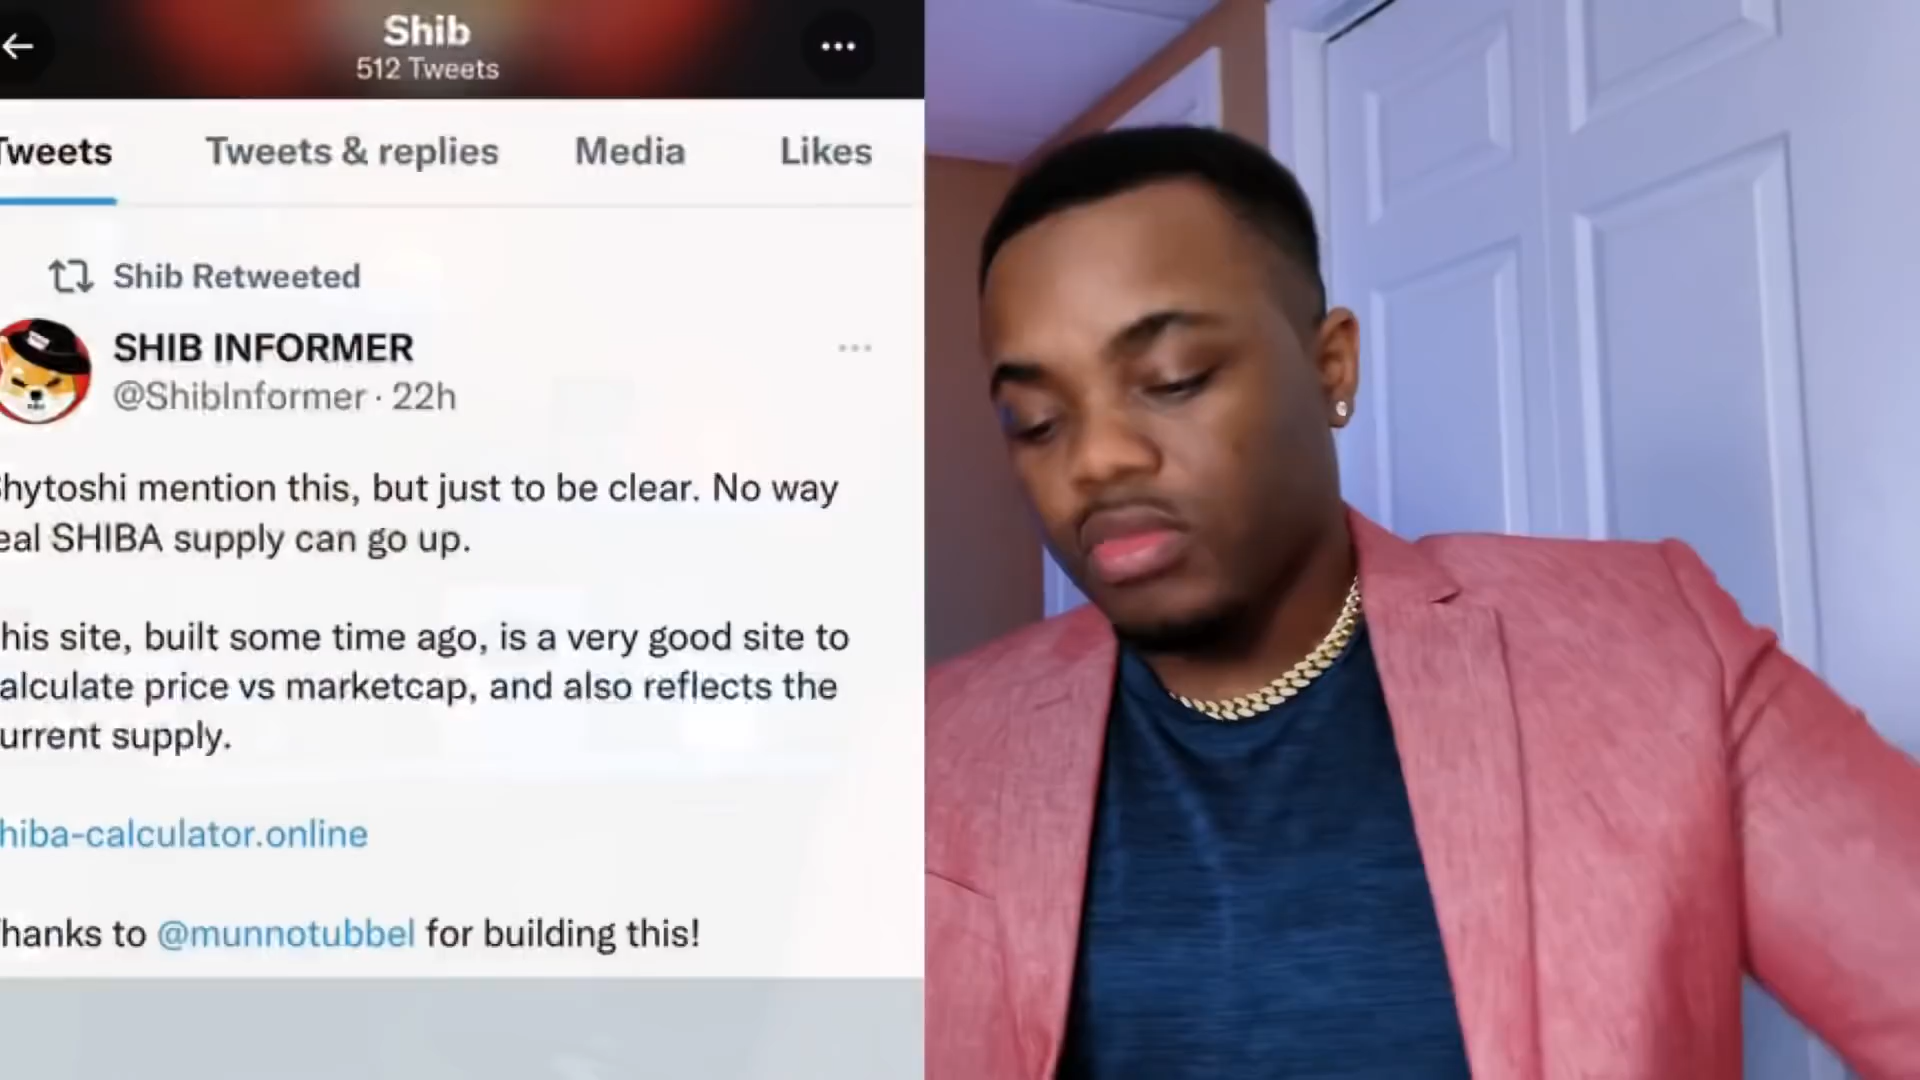 Shib
512 Tweets
Tweets Tweets & replies Media Likes
Shib Retweeted
SHIB INFORMER
@ShibInformer · 22h
hytoshi mention this, but just to be clear. No way
eal SHIBA supply can go up.
his site, built some time ago, is a very good site to
alculate price vs marketcap, and also reflects the
urrent supply.
hiba-calculator.online
hanks to @munnotubbel for building this!